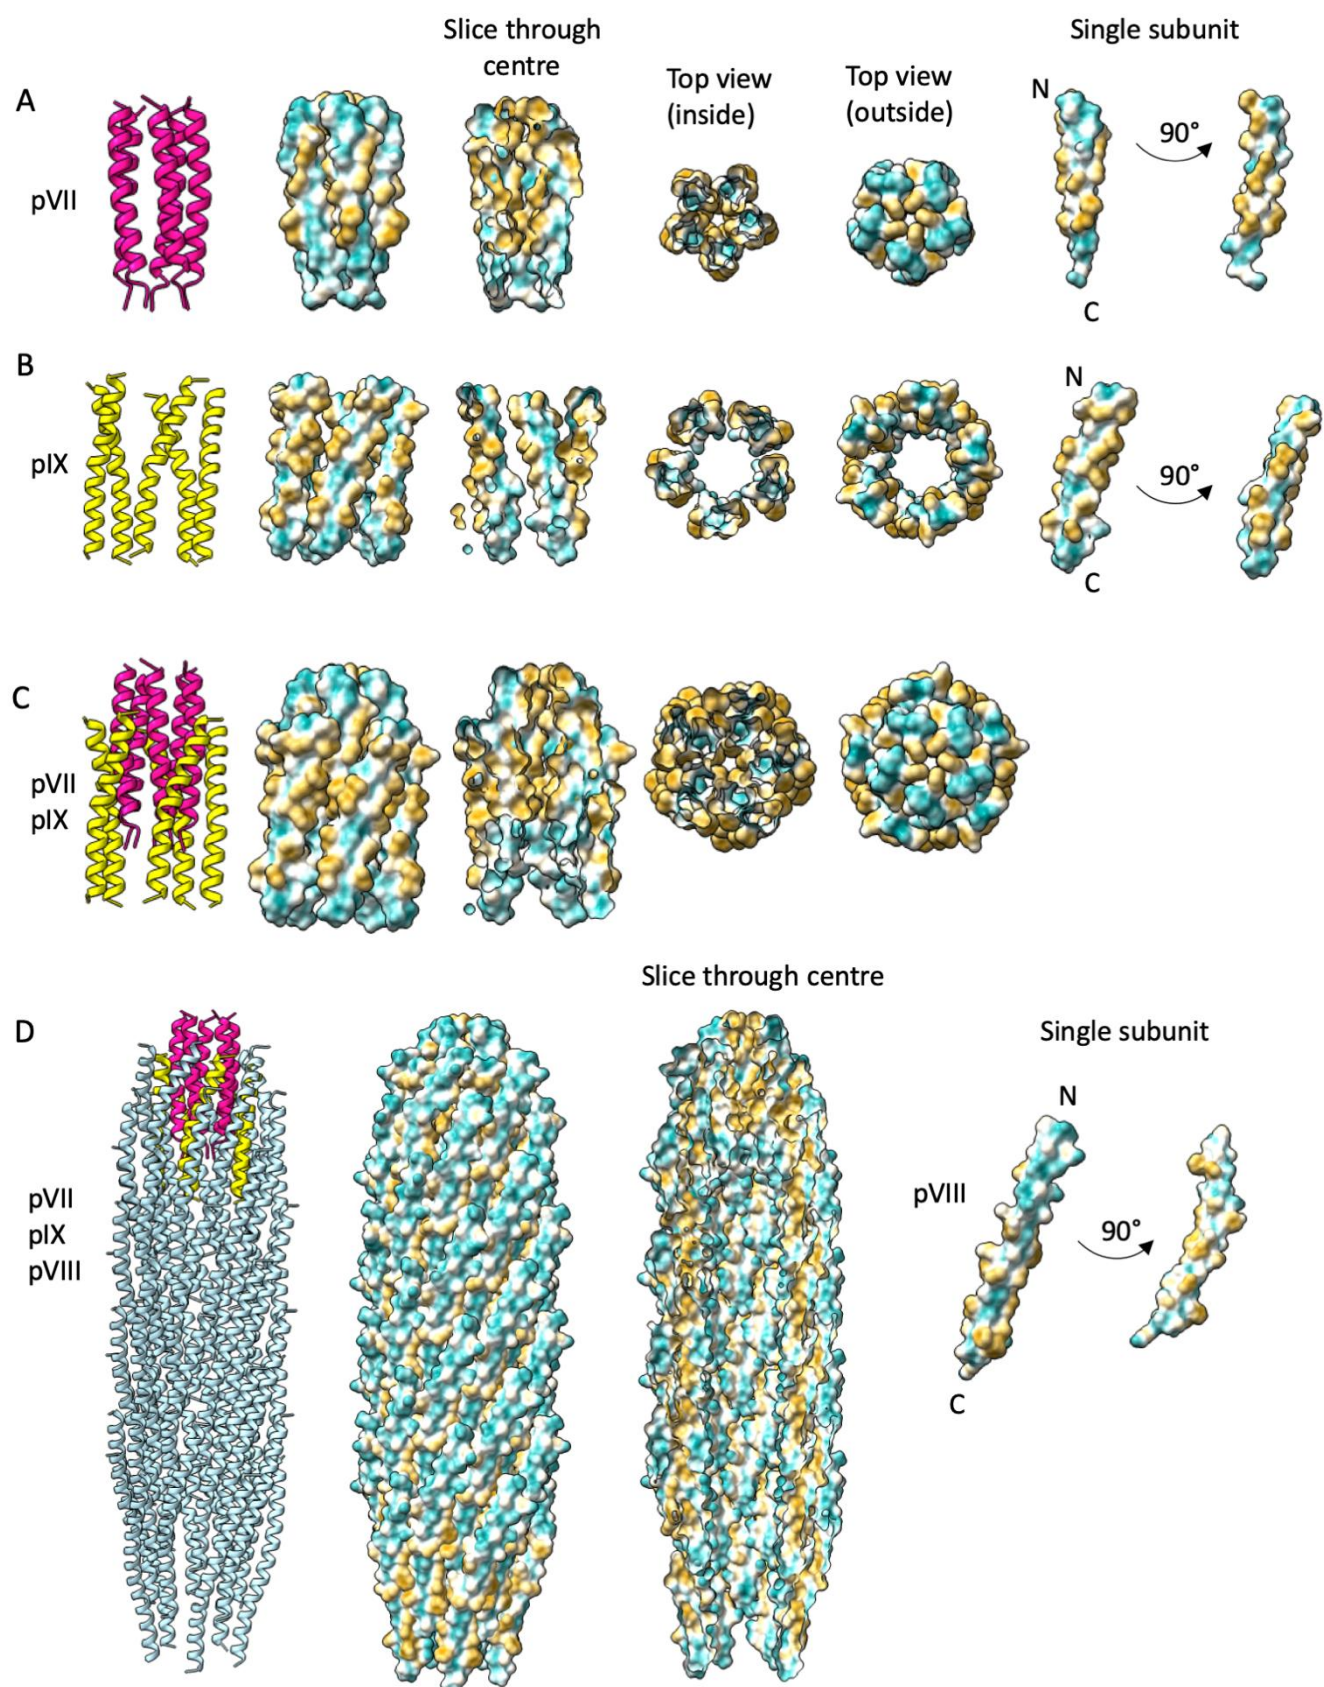 Slice through
centre
Single subunit
Top view
(inside)
Top view
(outside)
A
pVII
N
90°
C
B
pIX
N
90°
C
C
pVII
pIX
Slice through centre
D
Single subunit
N
pVII
pIX
pVIII
pVIII
90°
C